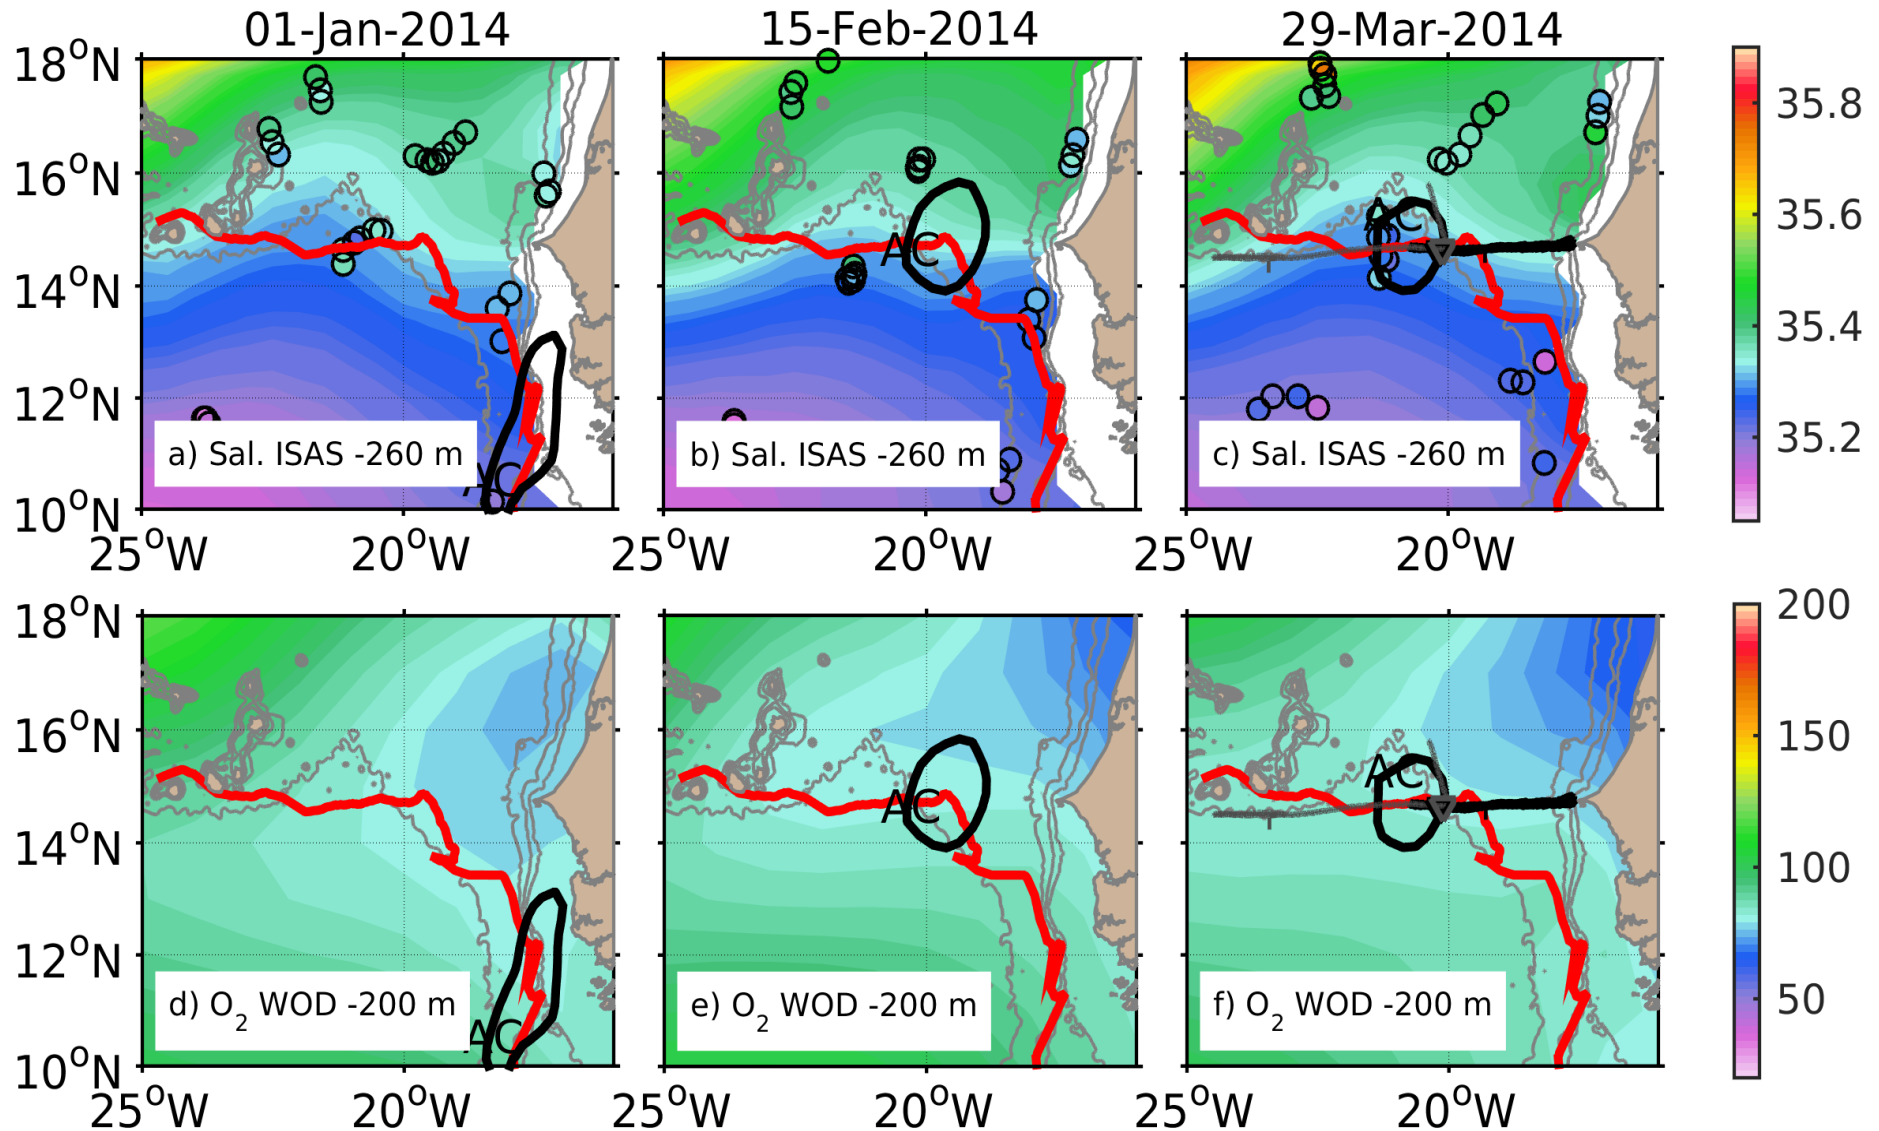 01-Jan-2014 15-Feb-2014 29-Mar-2014
18°N
16°N
14°N
12°N
10°N
AC
AC
AC
a) Sal. ISAS -260 m
b) Sal. ISAS -260 m
c) Sal. ISAS -260 m
25°W 20°W 25°W 20°W 25°W 20°W
35.8
35.6
35.4
35.2
18°N
16°N
14°N
12°N
10°N
AC
AC
AC
d) O₂ WOD -200 m
e) O₂ WOD -200 m
f) O₂ WOD -200 m
25°W 20°W 25°W 20°W 25°W 20°W
200
150
100
50